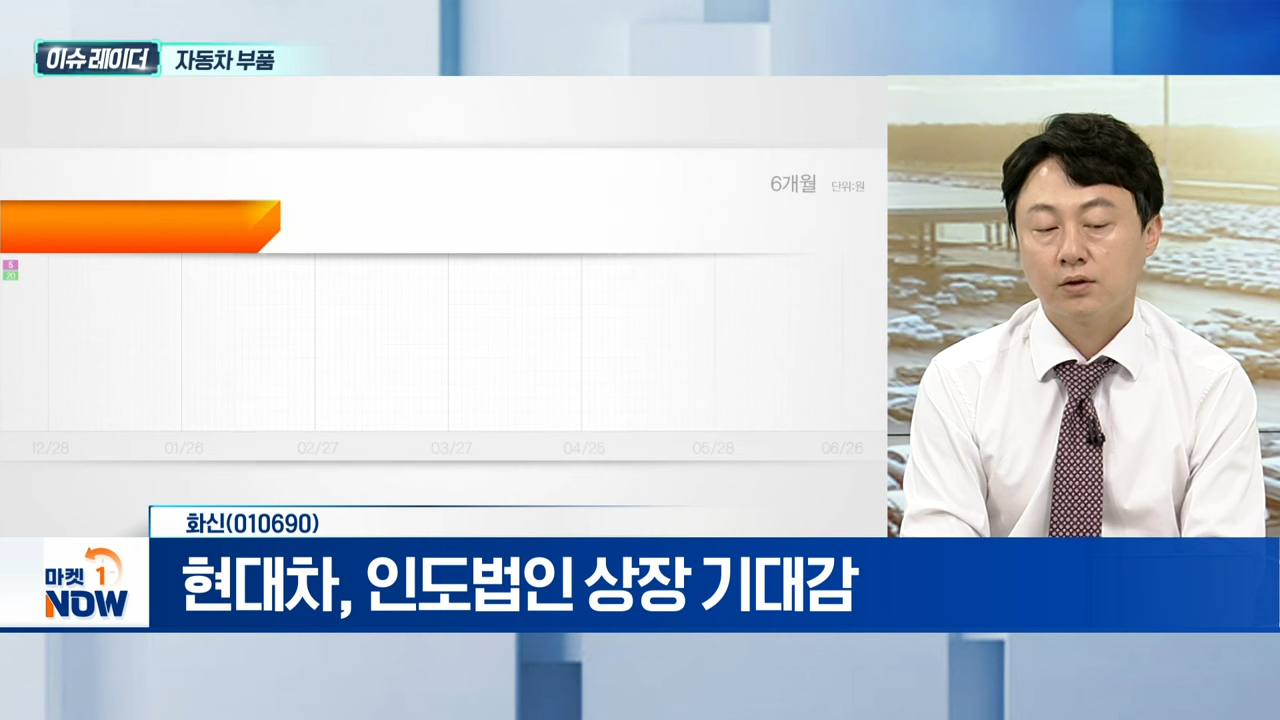 이슈 레이더 자동차 부품
6개월 단위:원
5
20
12/28 01/26 02/27 03/27 04/25 05/28 06/26
화신(010690)
마켓 1
NOW
현대차, 인도법인 상장 기대감